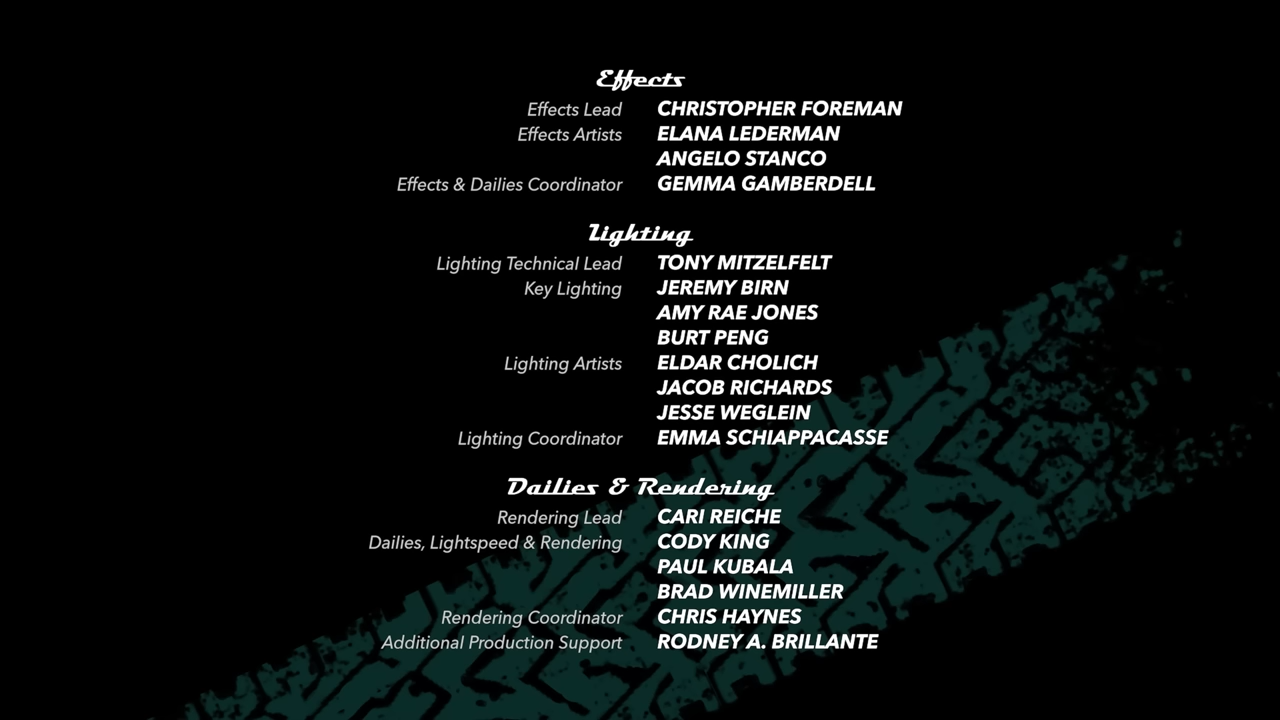 Effects
Effects Lead CHRISTOPHER FOREMAN
Effects Artists ELANA LEDERMAN
ANGELO STANCO
Effects & Dailies Coordinator GEMMA GAMBERDELL
Lighting
Lighting Technical Lead TONY MITZELFELT
Key Lighting JEREMY BIRN
AMY RAE JONES
BURT PENG
Lighting Artists ELDAR CHOLICH
JACOB RICHARDS
JESSE WEGLEIN
Lighting Coordinator EMMA SCHIAPPACASSE
Dailies & Rendering
Rendering Lead CARI REICHE
Dailies, Lightspeed & Rendering CODY KING
PAUL KUBALA
BRAD WINEMILLER
Rendering Coordinator CHRIS HAYNES
Additional Production Support RODNEY A. BRILLANTE